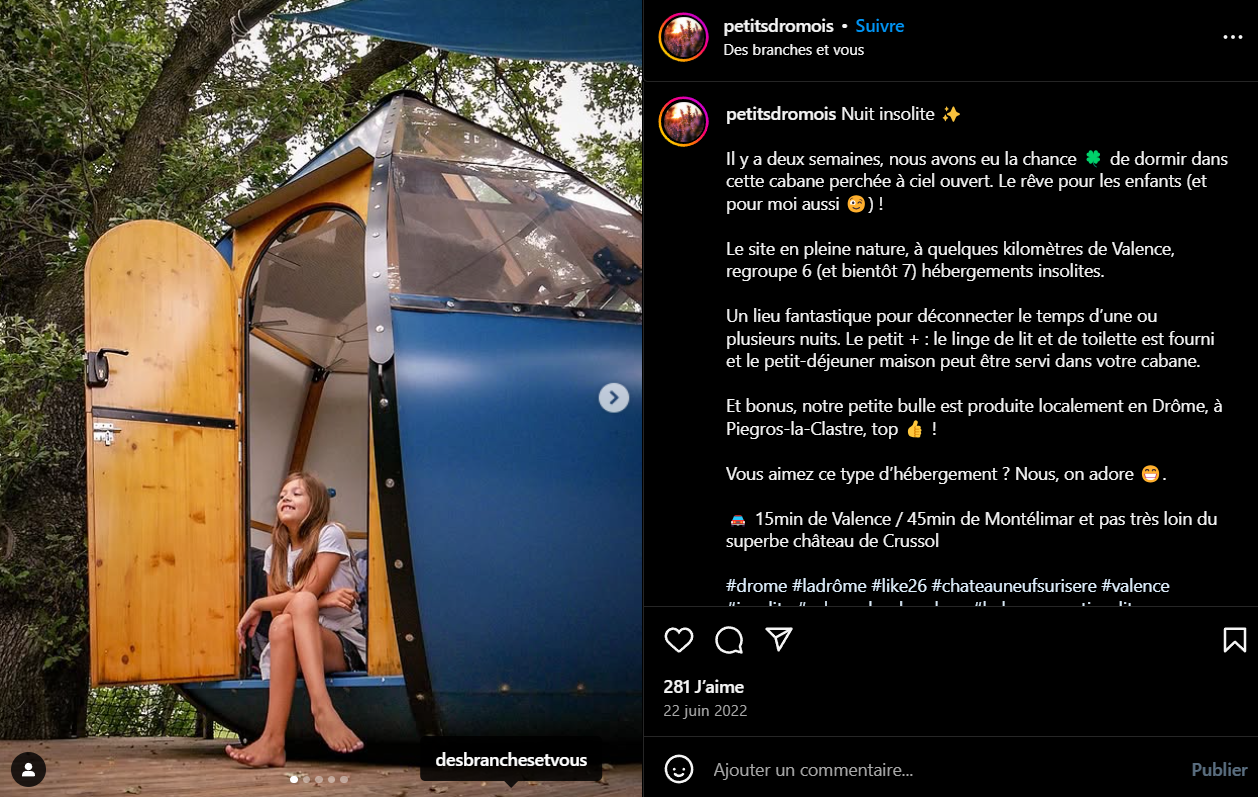 petitsdromois • Suivre
Des branches et vous
petitsdromois Nuit insolite ✨
Il y a deux semaines, nous avons eu la chance 🍀 de dormir dans
cette cabane perchée à ciel ouvert. Le rêve pour les enfants (et
pour moi aussi 😉) !
Le site en pleine nature, à quelques kilomètres de Valence,
regroupe 6 (et bientôt 7) hébergements insolites.
Un lieu fantastique pour déconnecter le temps d'une ou
plusieurs nuits. Le petit + : le linge de lit et de toilette est fourni
et le petit-déjeuner maison peut être servi dans votre cabane.
Et bonus, notre petite bulle est produite localement en Drôme, à
Piegros-la-Clastre, top 👍 !
Vous aimez ce type d'hébergement ? Nous, on adore 😁.
🚘 15min de Valence / 45min de Montélimar et pas très loin du
superbe château de Crussol
#drome #ladrôme #like26 #chateauneufsurisere #valence
281 J'aime
22 juin 2022
desbranchesetvous
Ajouter un commentaire...
Publier